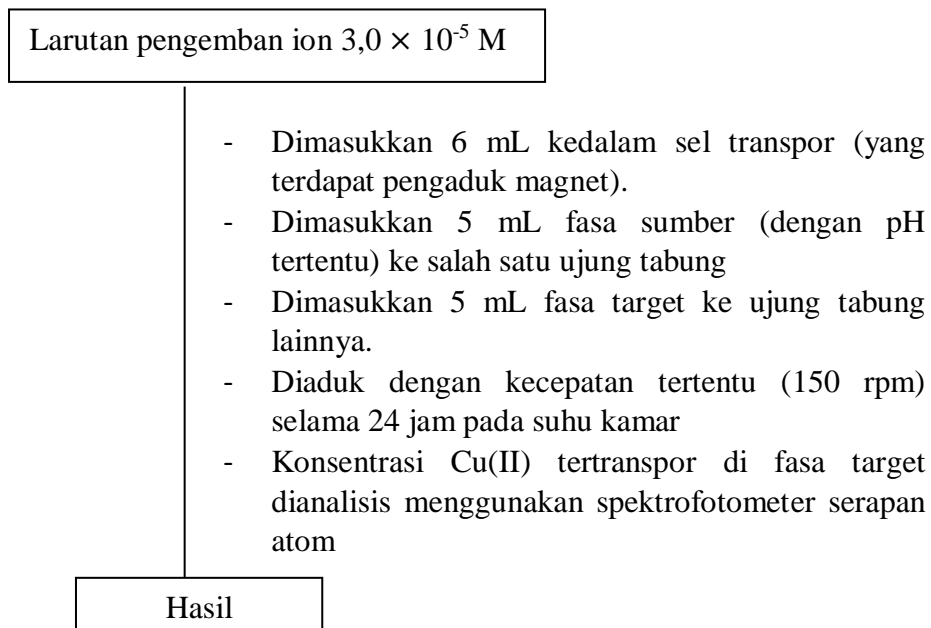 Larutan pengemban ion 3,0 × 10⁻⁵ M
- Dimasukkan 6 mL kedalam sel transpor (yang
terdapat pengaduk magnet).
- Dimasukkan 5 mL fasa sumber (dengan pH
tertentu) ke salah satu ujung tabung
- Dimasukkan 5 mL fasa target ke ujung tabung
lainnya.
- Diaduk dengan kecepatan tertentu (150 rpm)
selama 24 jam pada suhu kamar
- Konsentrasi Cu(II) tertranspor di fasa target
dianalisis menggunakan spektrofotometer serapan
atom
Hasil